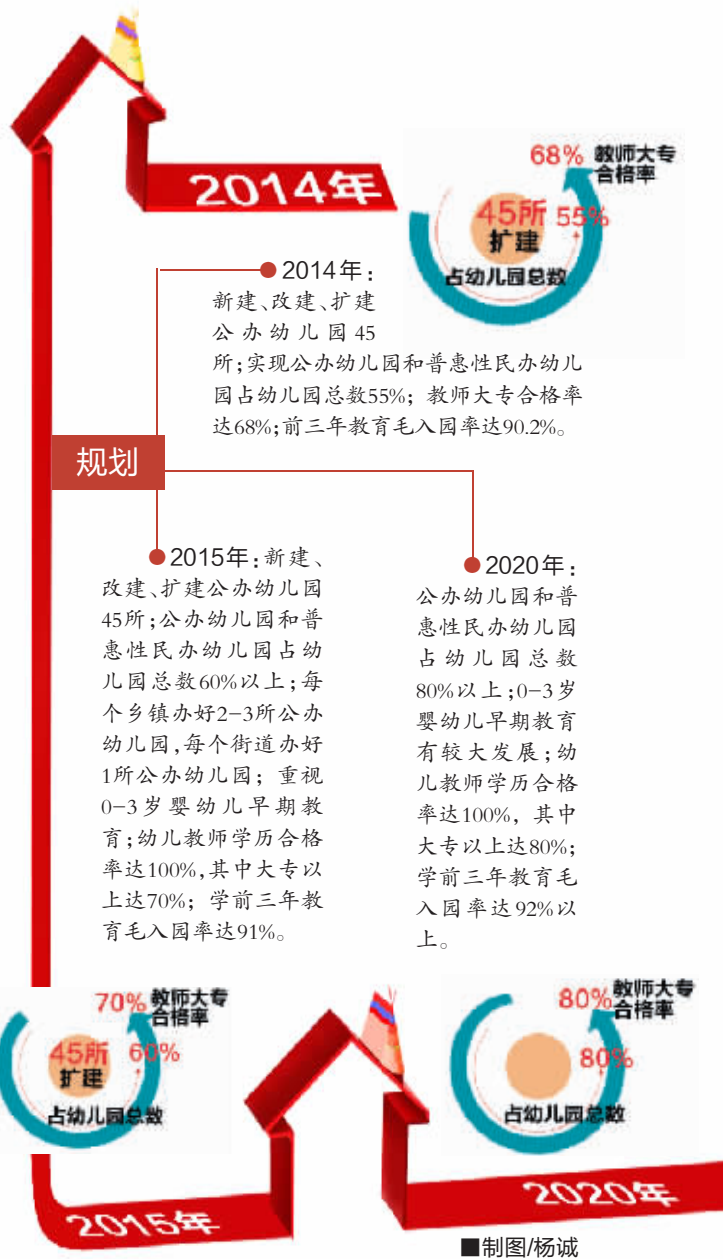 2014年
68% 教师大专
合格率
45所 55%
扩建
占幼儿园总数
2014年：
新建、改建、扩建
公办幼儿园45
所；实现公办幼儿园和普惠性民办幼儿
园占幼儿园总数55%；教师大专合格率
达68%；前三年教育毛入园率达90.2%。
规划
2015年：新建、
改建、扩建公办幼儿园
45所；公办幼儿园和普
惠性民办幼儿园占幼
儿园总数60%以上；每
个乡镇办好2-3所公办
幼儿园，每个街道办好
1所公办幼儿园；重视
0-3岁婴幼儿早期教
育；幼儿教师学历合格
率达100%，其中大专以
上达70%；学前三年教
育毛入园率达91%。
2020年：
公办幼儿园和普
惠性民办幼儿园
占幼儿园总数
80%以上；0-3岁
婴幼儿早期教育
有较大发展；幼
儿教师学历合格
率达100%，其中
大专以上达80%；
学前三年教育毛
入园率达92%以
上。
70% 教师大专
合格率
45所 60%
扩建
占幼儿园总数
80% 教师大专
合格率
80%
占幼儿园总数
2015年
2020年
■制图/杨诚